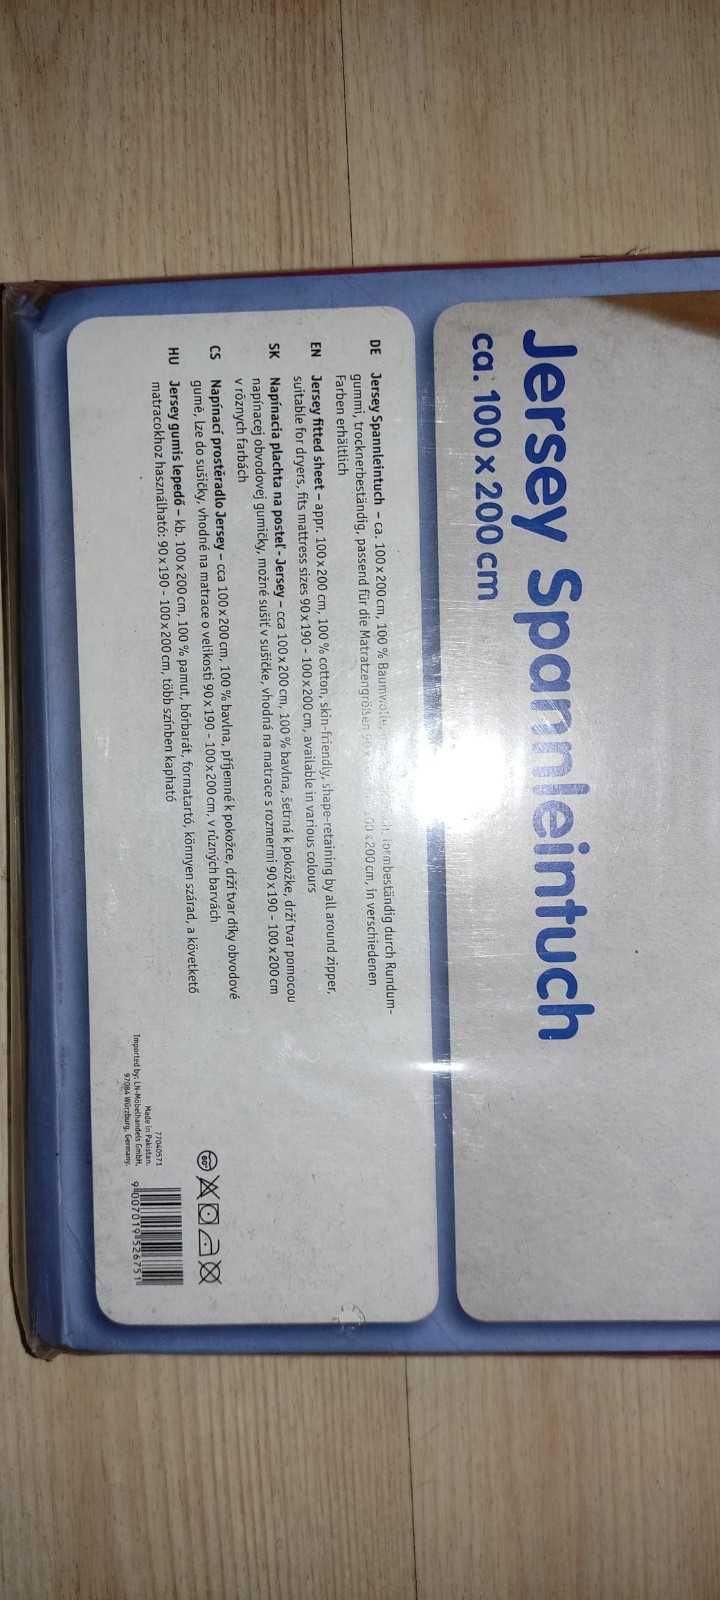 Jersey Spannleintuch
ca. 100 x 200 cm
DE Jersey Spannleintuch – ca. 100 x 200 cm, 100 % Baumwolle, formbeständig durch Rundum-
gummi, trocknerbeständig, passend für die Matratzengrößen 200 cm, in verschiedenen
Farben erhältlich
EN Jersey fitted sheet – appr. 100 x 200 cm, 100 % cotton, skin-friendly, shape-retaining by all around zipper,
suitable for dryers, fits mattress sizes 90 x 190 – 100 x 200 cm, available in various colours
SK Napínacia plachta na posteľ - Jersey – cca 100 x 200 cm, 100 % bavlna, šetrná k pokožke, drží tvar pomocou
napínacej obvodovej gumičky, možné sušiť v sušičke, vhodná na matrace s rozmermi 90 x 190 – 100 x 200 cm
v rôznych farbách
CS Napínací prostěradlo Jersey – cca 100 x 200 cm, 100 % bavlna, příjemné k pokožce, drží tvar díky obvodové
gumě, lze do sušičky, vhodné na matrace o velikosti 90 x 190 – 100 x 200 cm, v různých barvách
HU Jersey gumis lepedő – kb. 100 x 200 cm, 100 % pamut, bőrbarát, formatartó, könnyen szárad, a követkető
matracokhoz használható: 90 x 190 – 100 x 200 cm, több színben kapható
60°
77040571
Made in Pakistan.
Imported by: LN-Möbelhandels GmbH,
97084 Würzburg, Germany.
9 007019 526751